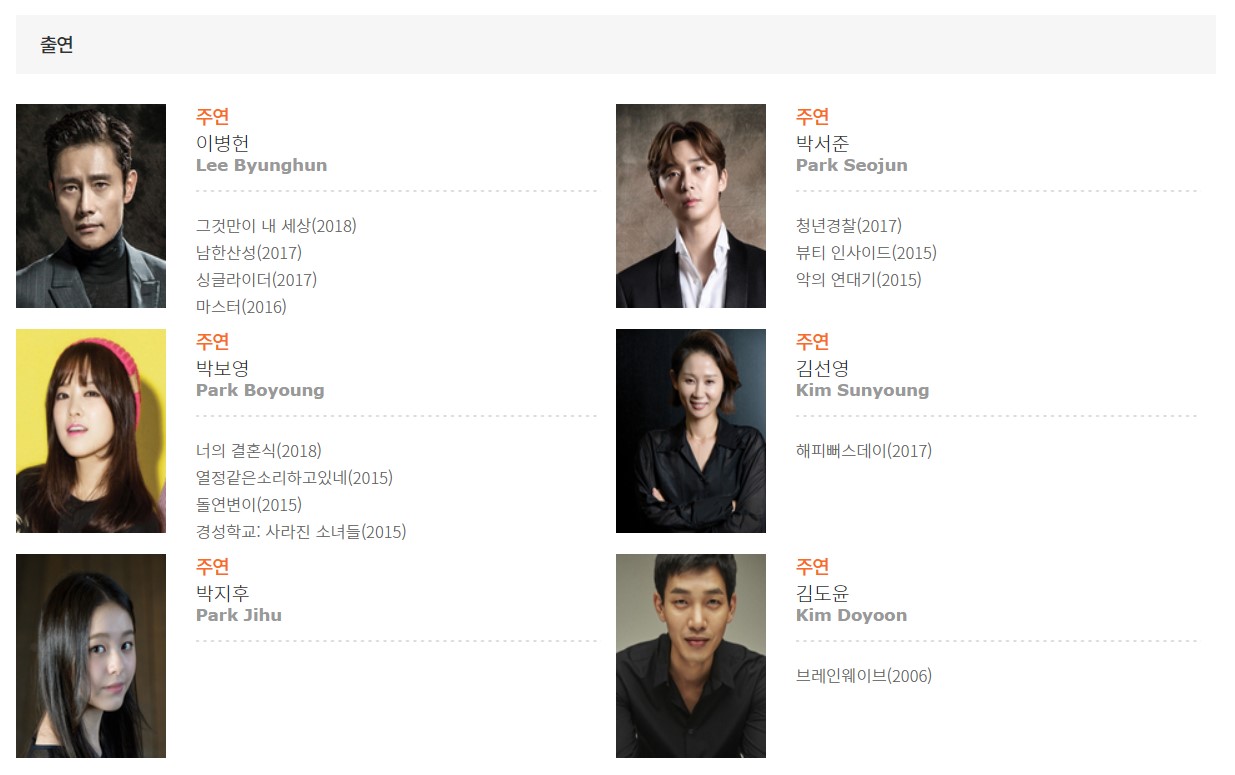 출연
주연
이병헌
Lee Byunghun
그것만이 내 세상(2018)
남한산성(2017)
싱글라이더(2017)
마스터(2016)
주연
박서준
Park Seojun
청년경찰(2017)
뷰티 인사이드(2015)
악의 연대기(2015)
주연
박보영
Park Boyoung
너의 결혼식(2018)
열정같은소리하고있네(2015)
돌연변이(2015)
경성학교: 사라진 소녀들(2015)
주연
김선영
Kim Sunyoung
해피뻐스데이(2017)
주연
박지후
Park Jihu
주연
김도윤
Kim Doyoon
브레인웨이브(2006)